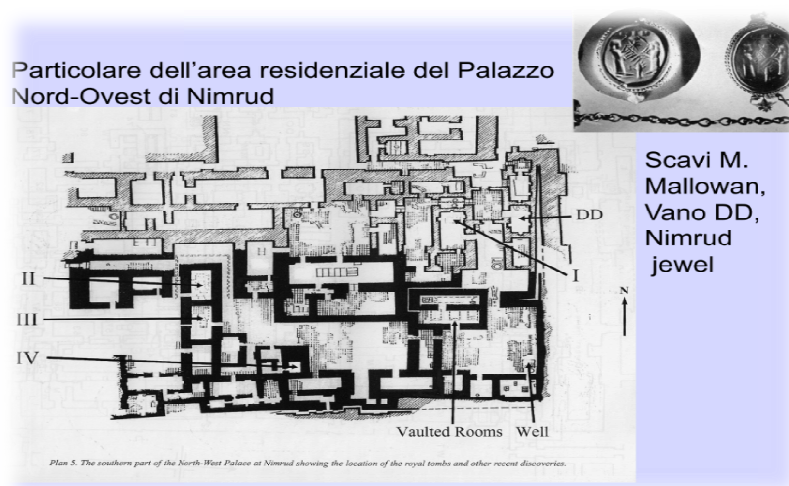 Particolare dell'area residenziale del Palazzo
Nord-Ovest di Nimrud
Scavi M.
Mallowan,
Vano DD,
Nimrud
jewel
DD
I
II
III
IV
H
N
Vaulted Rooms Well
Plan 5. The southern part of the North-West Palace at Nimrud showing the location of the royal tombs and other recent discoveries.